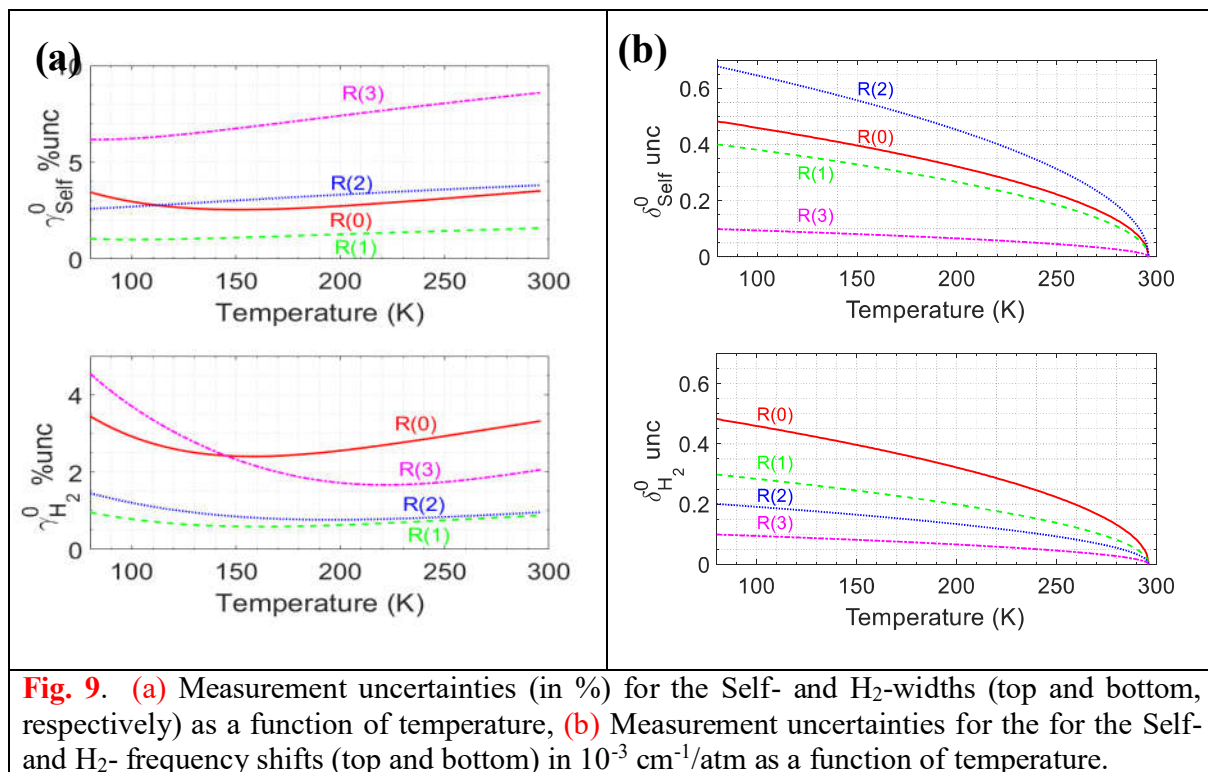 (a)
10
5
0
γ⁰Self %unc
R(3)
R(2)
R(0)
R(1)
100 150 200 250 300
Temperature (K)
4
2
0
γ⁰H₂ %unc
R(0)
R(3)
R(2)
R(1)
100 150 200 250 300
Temperature (K)
(b)
0.6
0.4
0.2
0
δ⁰Self unc
R(2)
R(0)
R(1)
R(3)
100 150 200 250 300
Temperature (K)
0.6
0.4
0.2
0
δ⁰H₂ unc
R(0)
R(1)
R(2)
R(3)
100 150 200 250 300
Temperature (K)
Fig. 9. (a) Measurement uncertainties (in %) for the Self- and H₂-widths (top and bottom,
respectively) as a function of temperature, (b) Measurement uncertainties for the for the Self-
and H₂- frequency shifts (top and bottom) in 10⁻³ cm⁻¹/atm as a function of temperature.